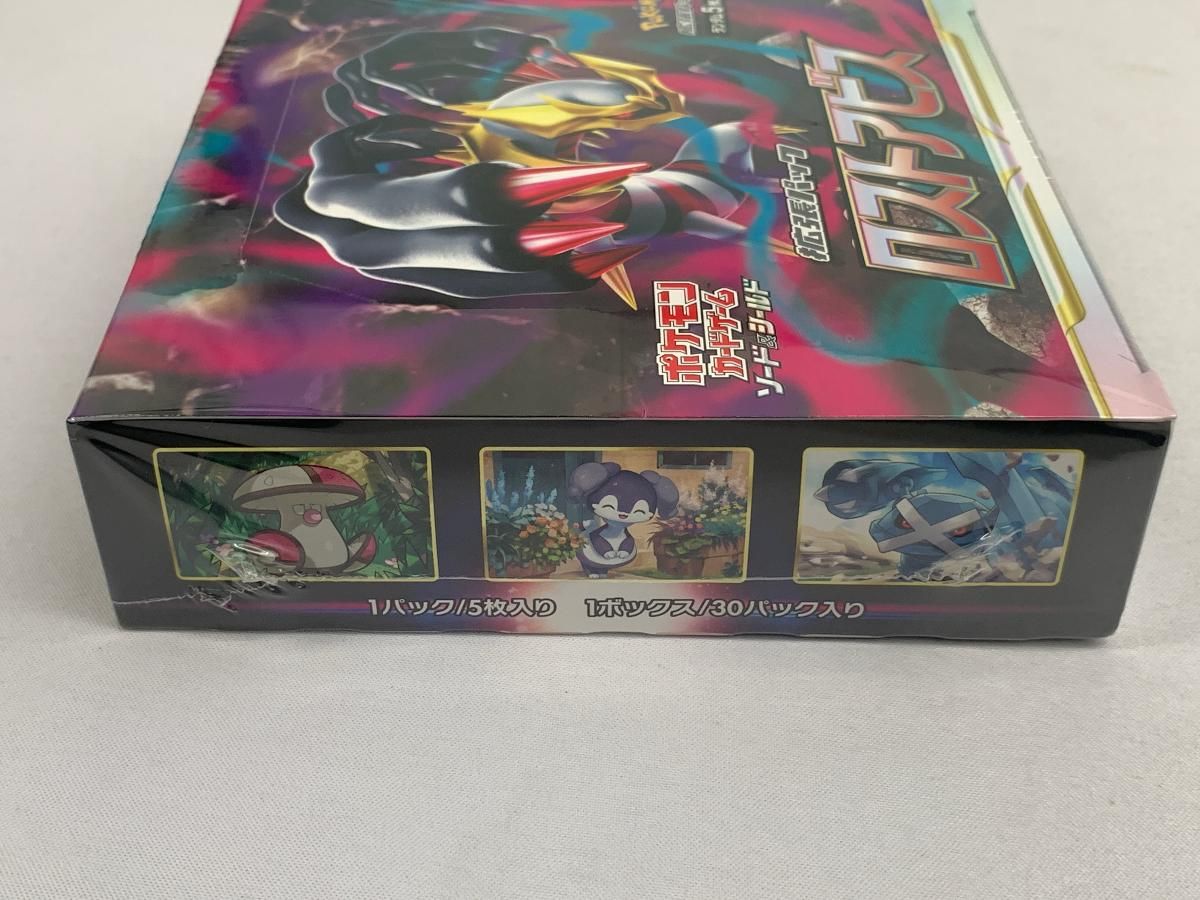 ポケモン
カードゲーム
ソード&シールド
拡張パック
ロストアビス
1パック/5枚入り 1ボックス/30パック入り